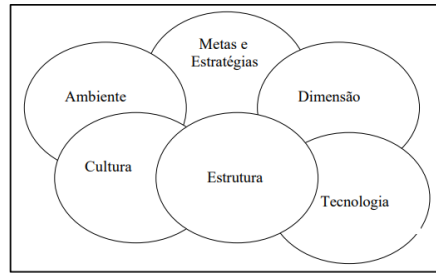 Metas e
Estratégias
Ambiente
Dimensão
Cultura
Estrutura
Tecnologia